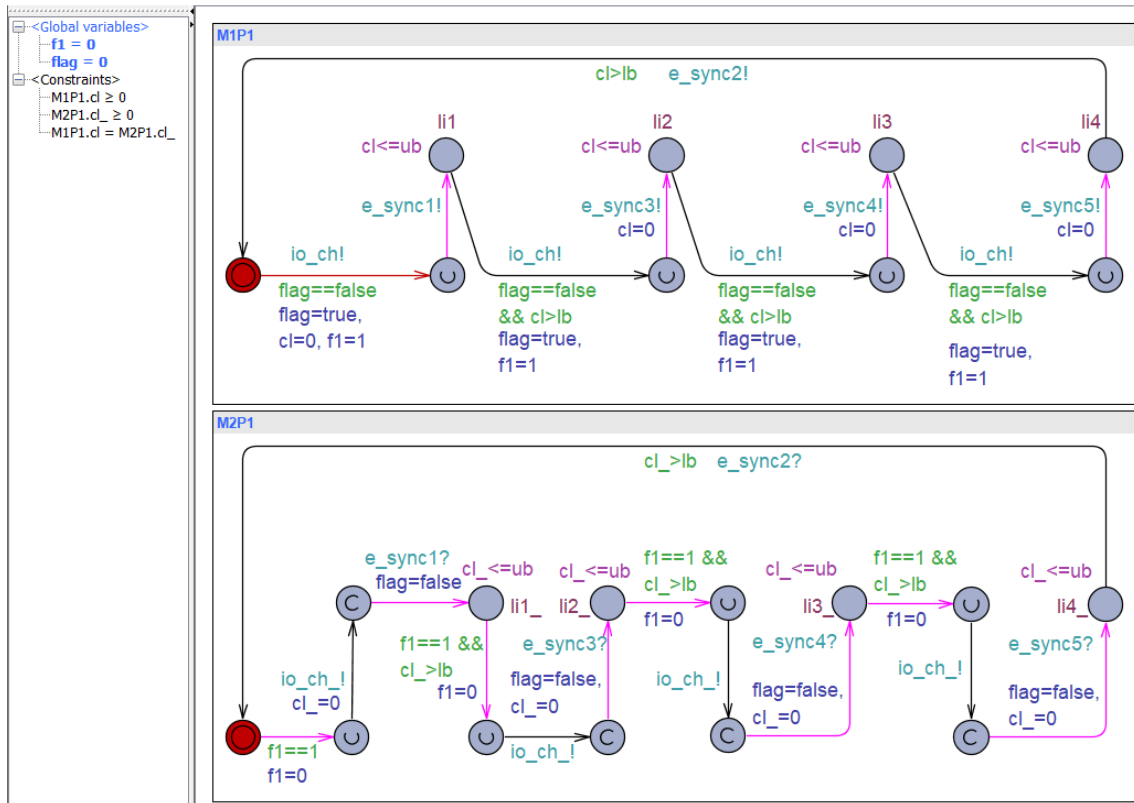 <Global variables>
f1 = 0
flag = 0
<Constraints>
M1P1.cl ≥ 0
M2P1.cl_ ≥ 0
M1P1.cl = M2P1.cl_
M1P1
cl>lb e_sync2!
li1 li2 li3 li4
cl<=ub cl<=ub cl<=ub cl<=ub
e_sync1! e_sync3! e_sync4! e_sync5!
cl=0 cl=0 cl=0
io_ch! io_ch! io_ch! io_ch!
flag==false flag==false flag==false flag==false
flag=true, && cl>lb && cl>lb && cl>lb
cl=0, f1=1 flag=true, flag=true, flag=true,
f1=1 f1=1 f1=1
M2P1
cl_>lb e_sync2?
e_sync1? f1==1 && f1==1 &&
flag=false cl_<=ub cl_<=ub cl_>lb cl_<=ub cl_>lb cl_<=ub
C li1_ li2_ f1=0 U li3_ f1=0 U li4_
f1==1 && e_sync3? e_sync4? e_sync5?
cl_>lb
io_ch_! f1=0 flag=false, io_ch_! flag=false, io_ch_! flag=false,
cl_=0 cl_=0 cl_=0 cl_=0
U U C C C
f1==1 io_ch_!
f1=0